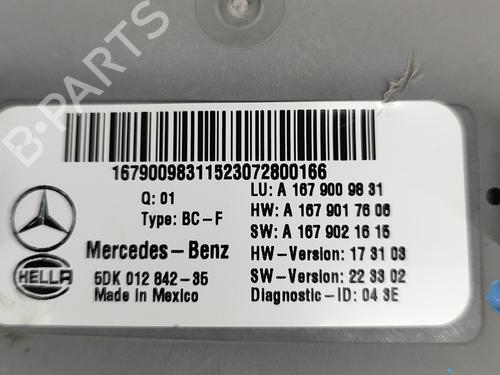 B-PARTS
16790098311523072800166
Q: 01
Type: BC-F
Mercedes-Benz
HELLA
5DK 012 842-35
Made in Mexico
LU: A 167 900 98 31
HW: A 167 901 76 06
SW: A 167 902 16 15
HW-Version: 17 31 03
SW-Version: 22 33 02
Diagnostic-ID: 04 3E